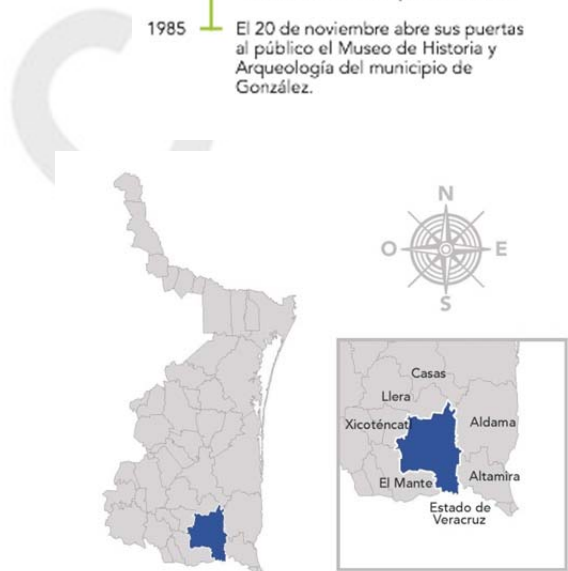 1985
El 20 de noviembre abre sus puertas
al público el Museo de Historia y
Arqueología del municipio de
González.
N
O
E
S
Casas
Llera
Xicoténcatl
Aldama
El Mante
Altamira
Estado de
Veracruz